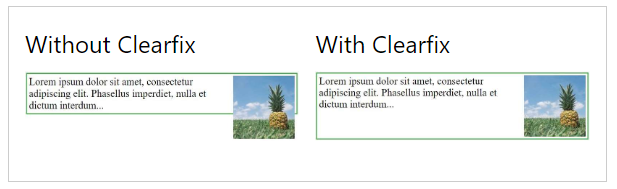 Without Clearfix
Lorem ipsum dolor sit amet, consectetur
adipiscing elit. Phasellus imperdiet, nulla et
dictum interdum...
With Clearfix
Lorem ipsum dolor sit amet, consectetur
adipiscing elit. Phasellus imperdiet, nulla et
dictum interdum...